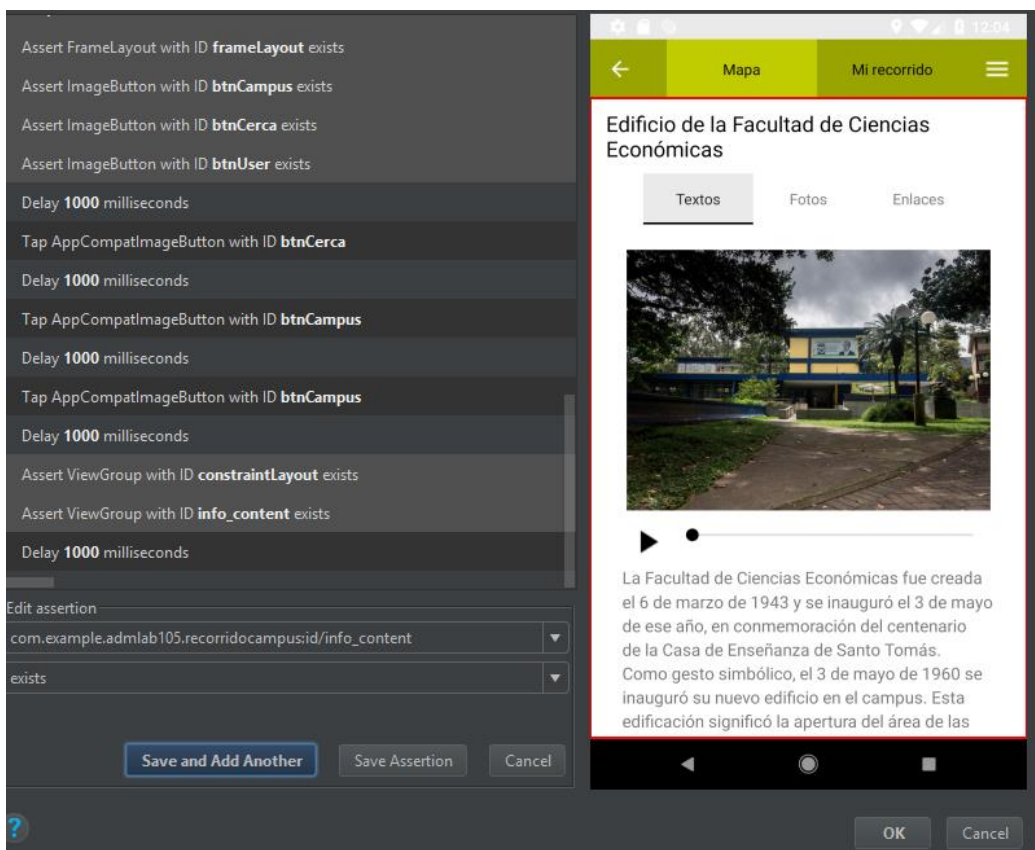 Assert FrameLayout with ID frameLayout exists
Assert ImageButton with ID btnCampus exists
Assert ImageButton with ID btnCerca exists
Assert ImageButton with ID btnUser exists
Delay 1000 milliseconds
Tap AppCompatImageButton with ID btnCerca
Delay 1000 milliseconds
Tap AppCompatImageButton with ID btnCampus
Delay 1000 milliseconds
Tap AppCompatImageButton with ID btnCampus
Delay 1000 milliseconds
Assert ViewGroup with ID constraintLayout exists
Assert ViewGroup with ID info_content exists
Delay 1000 milliseconds
Edit assertion
com.example.admlab105.recorridocampus:id/info_content
exists
Save and Add Another Save Assertion Cancel
12:04
Mapa Mi recorrido
Edificio de la Facultad de Ciencias
Económicas
Textos Fotos Enlaces
La Facultad de Ciencias Económicas fue creada
el 6 de marzo de 1943 y se inauguró el 3 de mayo
de ese año, en conmemoración del centenario
de la Casa de Enseñanza de Santo Tomás.
Como gesto simbólico, el 3 de mayo de 1960 se
inauguró su nuevo edificio en el campus. Esta
edificación significó la apertura del área de las
? OK Cancel